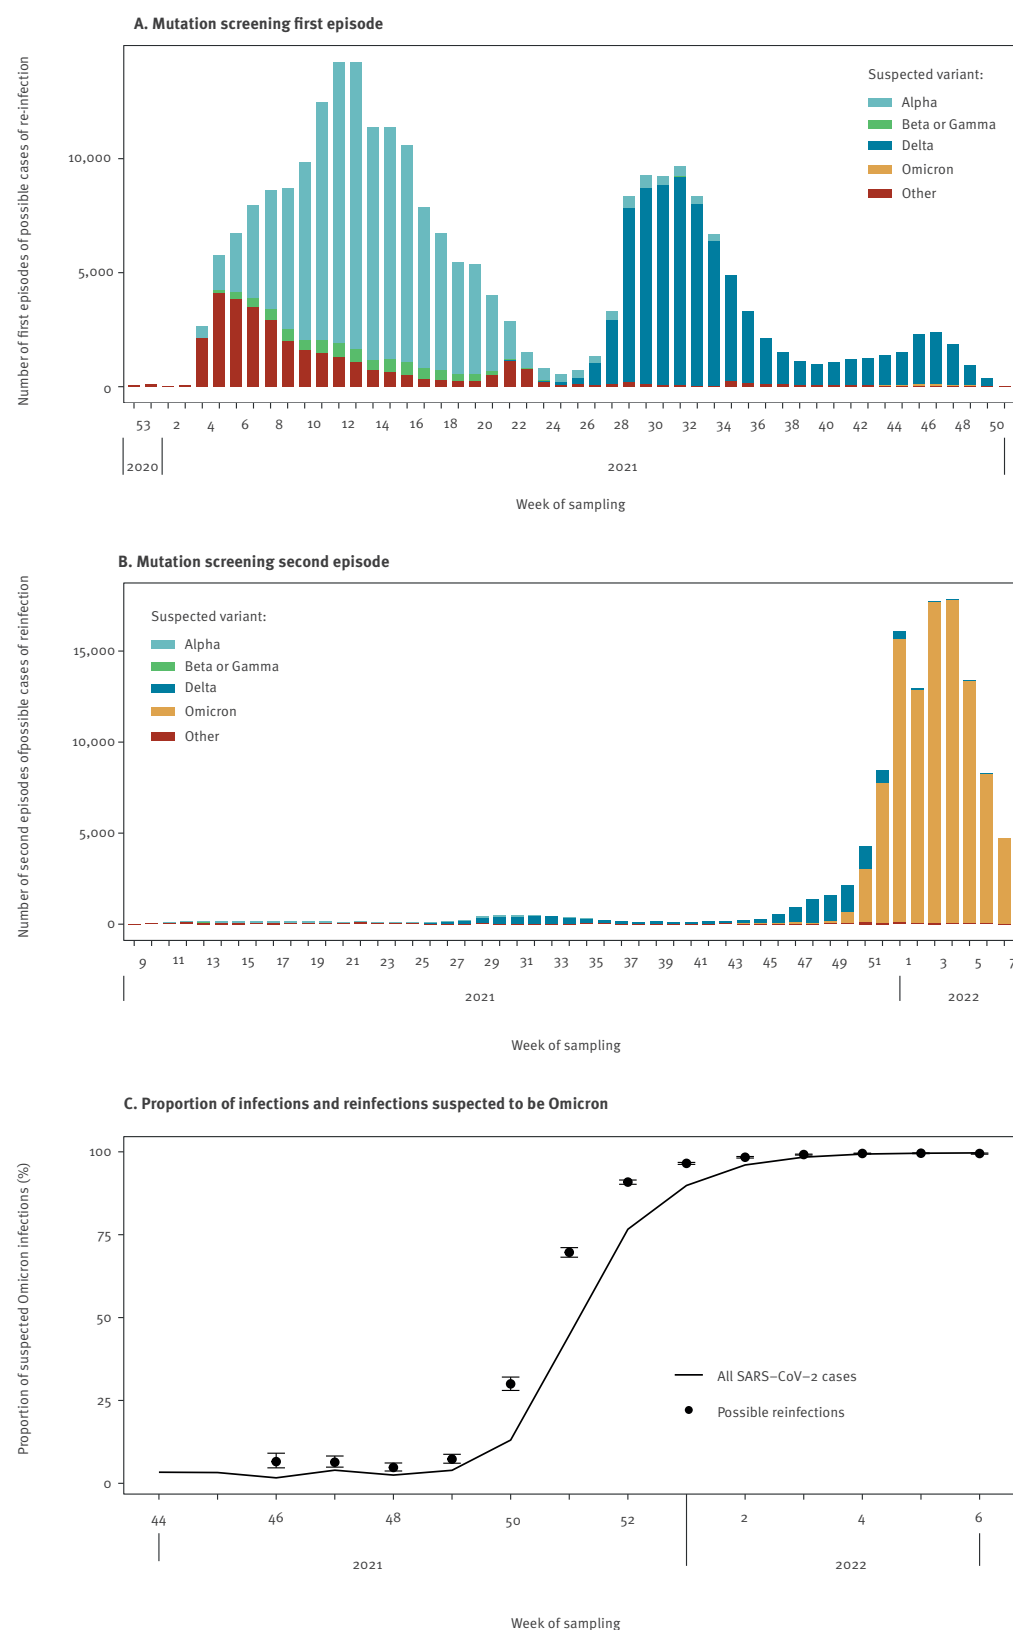 A. Mutation screening first episode
Number of first episodes of possible cases of re-infection
10,000
5,000
0
Suspected variant:
Alpha
Beta or Gamma
Delta
Omicron
Other
53 2 4 6 8 10 12 14 16 18 20 22 24 26 28 30 32 34 36 38 40 42 44 46 48 50
2020 2021
Week of sampling
B. Mutation screening second episode
Number of second episodes ofpossible cases of reinfection
15,000
10,000
5,000
0
Suspected variant:
Alpha
Beta or Gamma
Delta
Omicron
Other
9 11 13 15 17 19 21 23 25 27 29 31 33 35 37 39 41 43 45 47 49 51 1 3 5 7
2021 2022
Week of sampling
C. Proportion of infections and reinfections suspected to be Omicron
Proportion of suspected Omicron infections (%)
100
75
50
25
0
All SARS–CoV–2 cases
Possible reinfections
44 46 48 50 52 2 4 6
2021 2022
Week of sampling